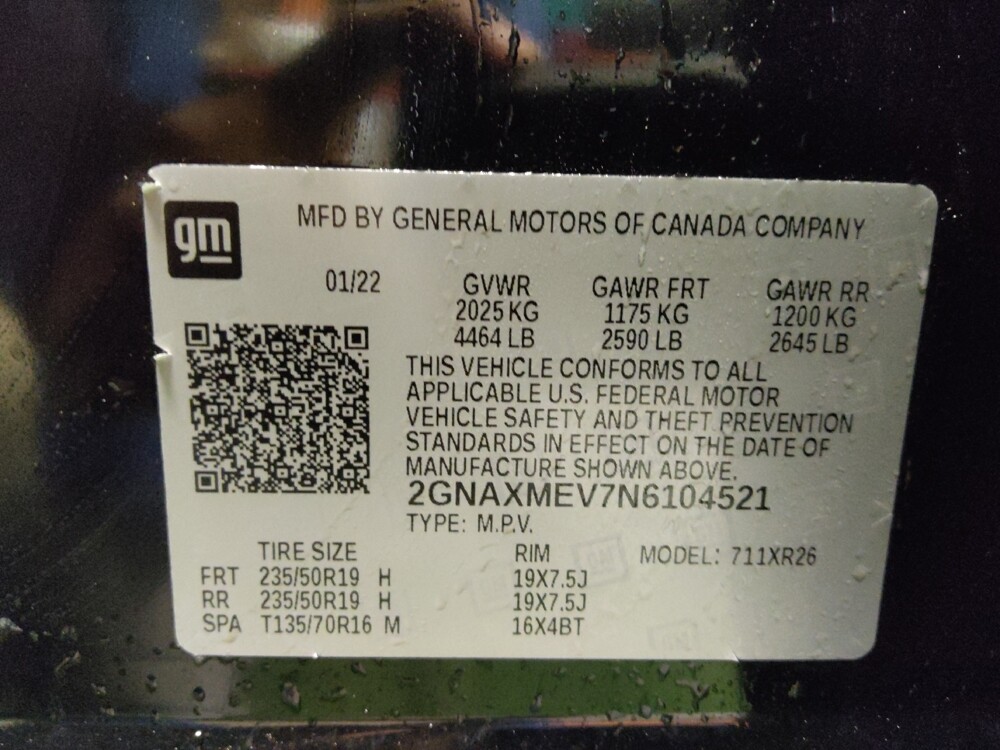 gm
MFD BY GENERAL MOTORS OF CANADA COMPANY
01/22 GVWR GAWR FRT GAWR RR
2025 KG 1175 KG 1200 KG
4464 LB 2590 LB 2645 LB
THIS VEHICLE CONFORMS TO ALL
APPLICABLE U.S. FEDERAL MOTOR
VEHICLE SAFETY AND THEFT PREVENTION
STANDARDS IN EFFECT ON THE DATE OF
MANUFACTURE SHOWN ABOVE.
2GNAXMEV7N6104521
TYPE: M.P.V.
TIRE SIZE RIM MODEL: 711XR26
FRT 235/50R19 H 19X7.5J
RR 235/50R19 H 19X7.5J
SPA T135/70R16 M 16X4BT